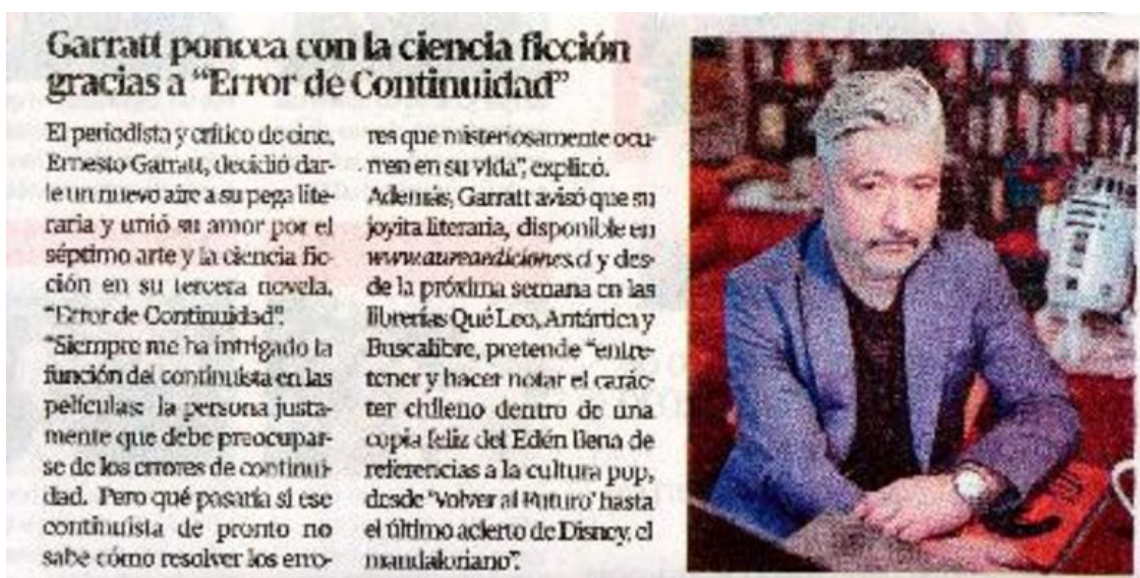 Garratt poncea con la ciencia ficción
gracias a “Error de Continuidad”
El periodista y crítico de cine,
Ernesto Garratt, decidió dar-
le un nuevo aire a su pega lite-
raria y unió su amor por el
séptimo arte y la ciencia fic-
ción en su tercera novela,
“Error de Continuidad”.
“Siempre me ha intrigado la
función del continuista en las
películas: la persona justa-
mente que debe preocupar-
se de los errores de continui-
dad. Pero qué pasaría si ese
continuista de pronto no
sabe cómo resolver los erro-
res que misteriosamente ocu-
rren en su vida”, explicó.
Además, Garratt avisó que su
joyita literaria, disponible en
www.aureaediciones.cl y des-
de la próxima semana en las
librerías Qué Leo, Antártica y
Buscalibre, pretende “entre-
tener y hacer notar el carác-
ter chileno dentro de una
copia feliz del Edén llena de
referencias a la cultura pop,
desde ‘Volver al Futuro’ hasta
el último acierto de Disney, el
mandaloriano”.